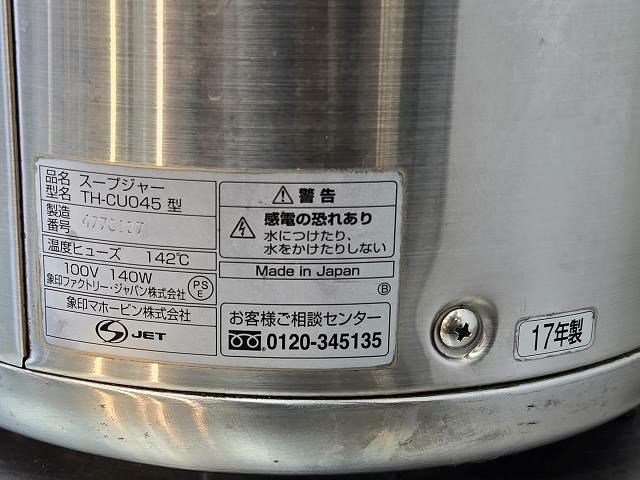 品名 スープジャー
型名 TH-CU045 型
製造番号
温度ヒューズ 142℃
100V 140W
象印ファクトリー・ジャパン株式会社
PSE
象印マホービン株式会社
S JET
警告
感電の恐れあり
水につけたり、
水をかけたりしない
Made in Japan
B
お客様ご相談センター
0120-345135
17年製